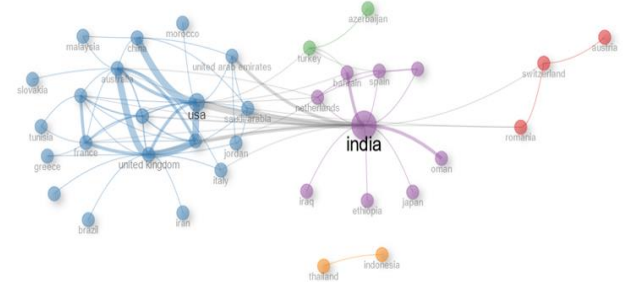 azerbaijan
morocco
malaysia
china
austria
turkey
united arab emirates
switzerland
bahrain
spain
australia
slovakia
netherlands
usa
saudi arabia
india
tunisia
romania
france
jordan
greece
united kingdom
oman
italy
iraq
japan
ethiopia
iran
brazil
indonesia
thailand